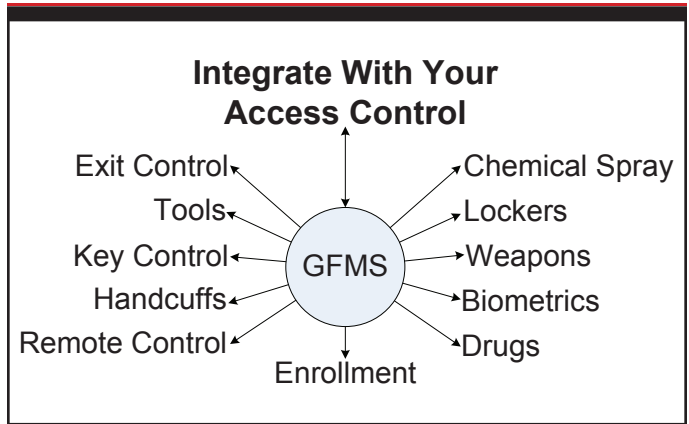 Integrate With Your
Access Control
Exit Control
Tools
Key Control
Handcuffs
Remote Control
GFMS
Chemical Spray
Lockers
Weapons
Biometrics
Drugs
Enrollment